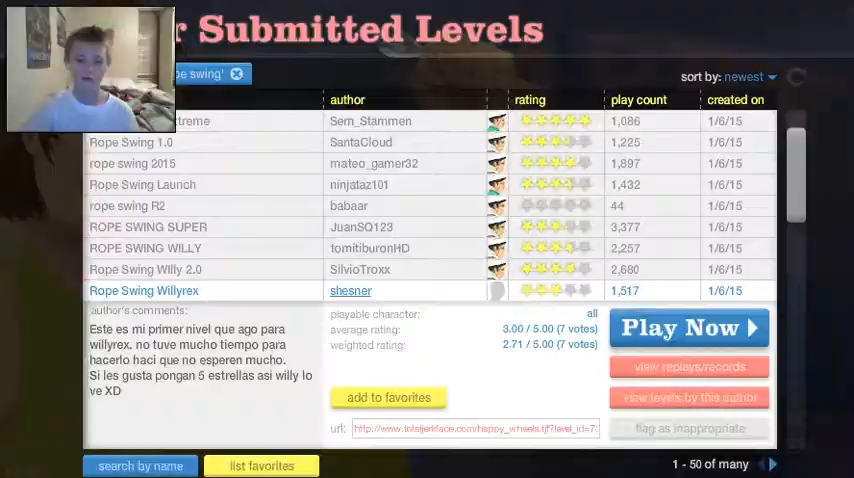 r Submitted Levels
pe swing'
sort by: newest
author rating play count created on
treme Sem_Stammen 1,086 1/6/15
Rope Swing 1.0 SantaCloud 1,225 1/6/15
rope swing 2015 mateo_gamer32 1,897 1/6/15
Rope Swing Launch ninjataz101 1,432 1/6/15
rope swing R2 babaar 44 1/6/15
ROPE SWING SUPER JuanSQ123 3,377 1/6/15
ROPE SWING WILLY tomitiburonHD 2,257 1/6/15
Rope Swing Willy 2.0 SilvioTroxx 2,680 1/6/15
Rope Swing Willyrex shesner 1,517 1/6/15
author's comments:
Este es mi primer nivel que ago para
willyrex. no tuve mucho tiempo para
hacerlo haci que no esperen mucho.
Si les gusta pongan 5 estrellas asi willy lo
ve XD
playable character: all
average rating: 3.00 / 5.00 (7 votes)
weighted rating: 2.71 / 5.00 (7 votes)
add to favorites
url: http://www.totaljerkface.com/happy_wheels.tjf?level_id=7
Play Now
view replays/records
view levels by this author
flag as inappropriate
search by name
list favorites
1 - 50 of many